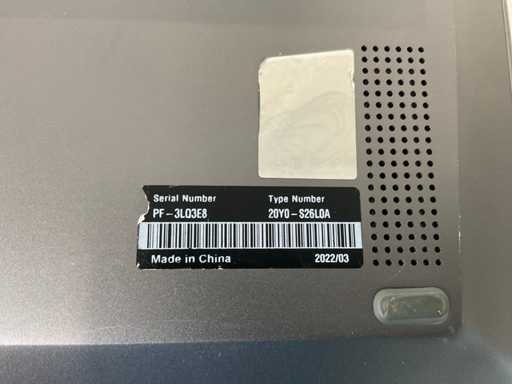 Serial Number Type Number
PF-3LQ3E8 20Y0-S26L0A
Made in China 2022/03